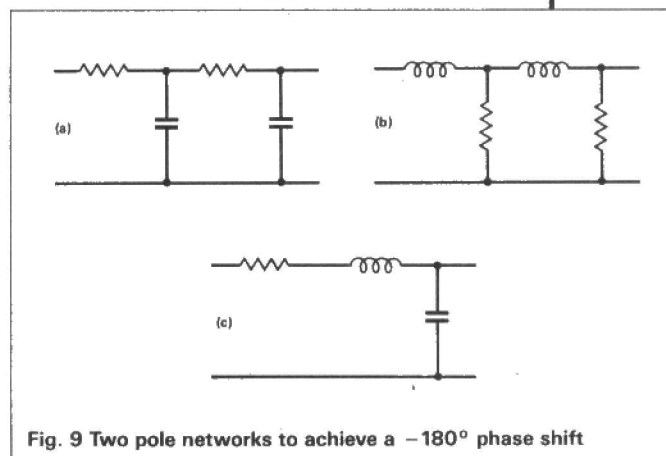 (a)
(b)
(c)
Fig. 9 Two pole networks to achieve a −180° phase shift